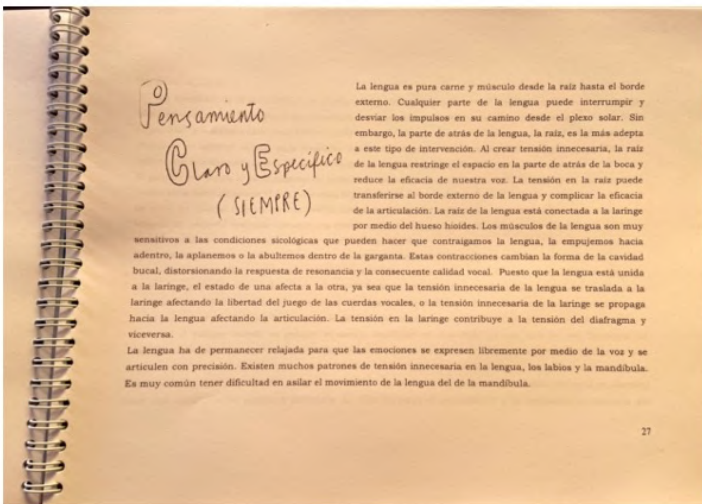 Pensamiento
Claro y Específico
(SIEMPRE)
La lengua es pura carne y músculo desde la raíz hasta el borde
externo. Cualquier parte de la lengua puede interrumpir y
desviar los impulsos en su camino desde el plexo solar. Sin
embargo, la parte de atrás de la lengua, la raíz, es la más adepta
a este tipo de intervención. Al crear tensión innecesaria, la raíz
de la lengua restringe el espacio en la parte de atrás de la boca y
reduce la eficacia de nuestra voz. La tensión en la raíz puede
transferirse al borde externo de la lengua y complicar la eficacia
de la articulación. La raíz de la lengua está conectada a la laringe
por medio del hueso hioides. Los músculos de la lengua son muy
sensitivos a las condiciones sicológicas que pueden hacer que contraigamos la lengua, la empujemos hacia
adentro, la aplanemos o la abultemos dentro de la garganta. Estas contracciones cambian la forma de la cavidad
bucal, distorsionando la respuesta de resonancia y la consecuente calidad vocal. Puesto que la lengua está unida
a la laringe, el estado de una afecta a la otra, ya sea que la tensión innecesaria de la lengua se traslada a la
laringe afectando la libertad del juego de las cuerdas vocales, o la tensión innecesaria de la laringe se propaga
hacia la lengua afectando la articulación. La tensión en la laringe contribuye a la tensión del diafragma y
viceversa.
La lengua ha de permanecer relajada para que las emociones se expresen libremente por medio de la voz y se
articulen con precisión. Existen muchos patrones de tensión innecesaria en la lengua, los labios y la mandíbula.
Es muy común tener dificultad en asilar el movimiento de la lengua del de la mandíbula.
27